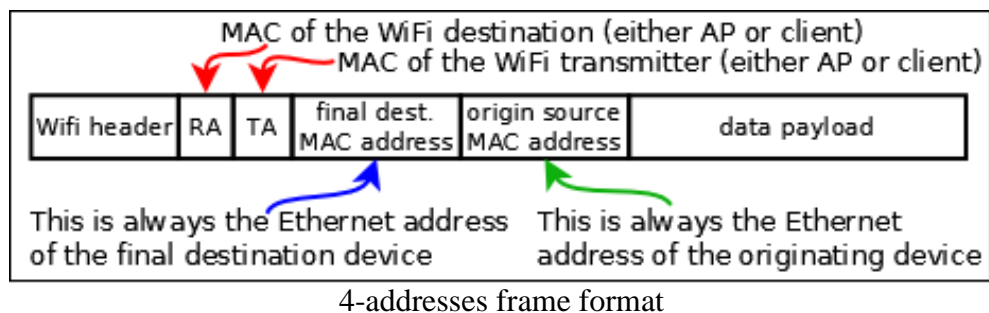 MAC of the WiFi destination (either AP or client)
MAC of the WiFi transmitter (either AP or client)
Wifi header
RA
TA
final dest.
MAC address
origin source
MAC address
data payload
This is always the Ethernet address
of the final destination device
This is always the Ethernet
address of the originating device
4-addresses frame format